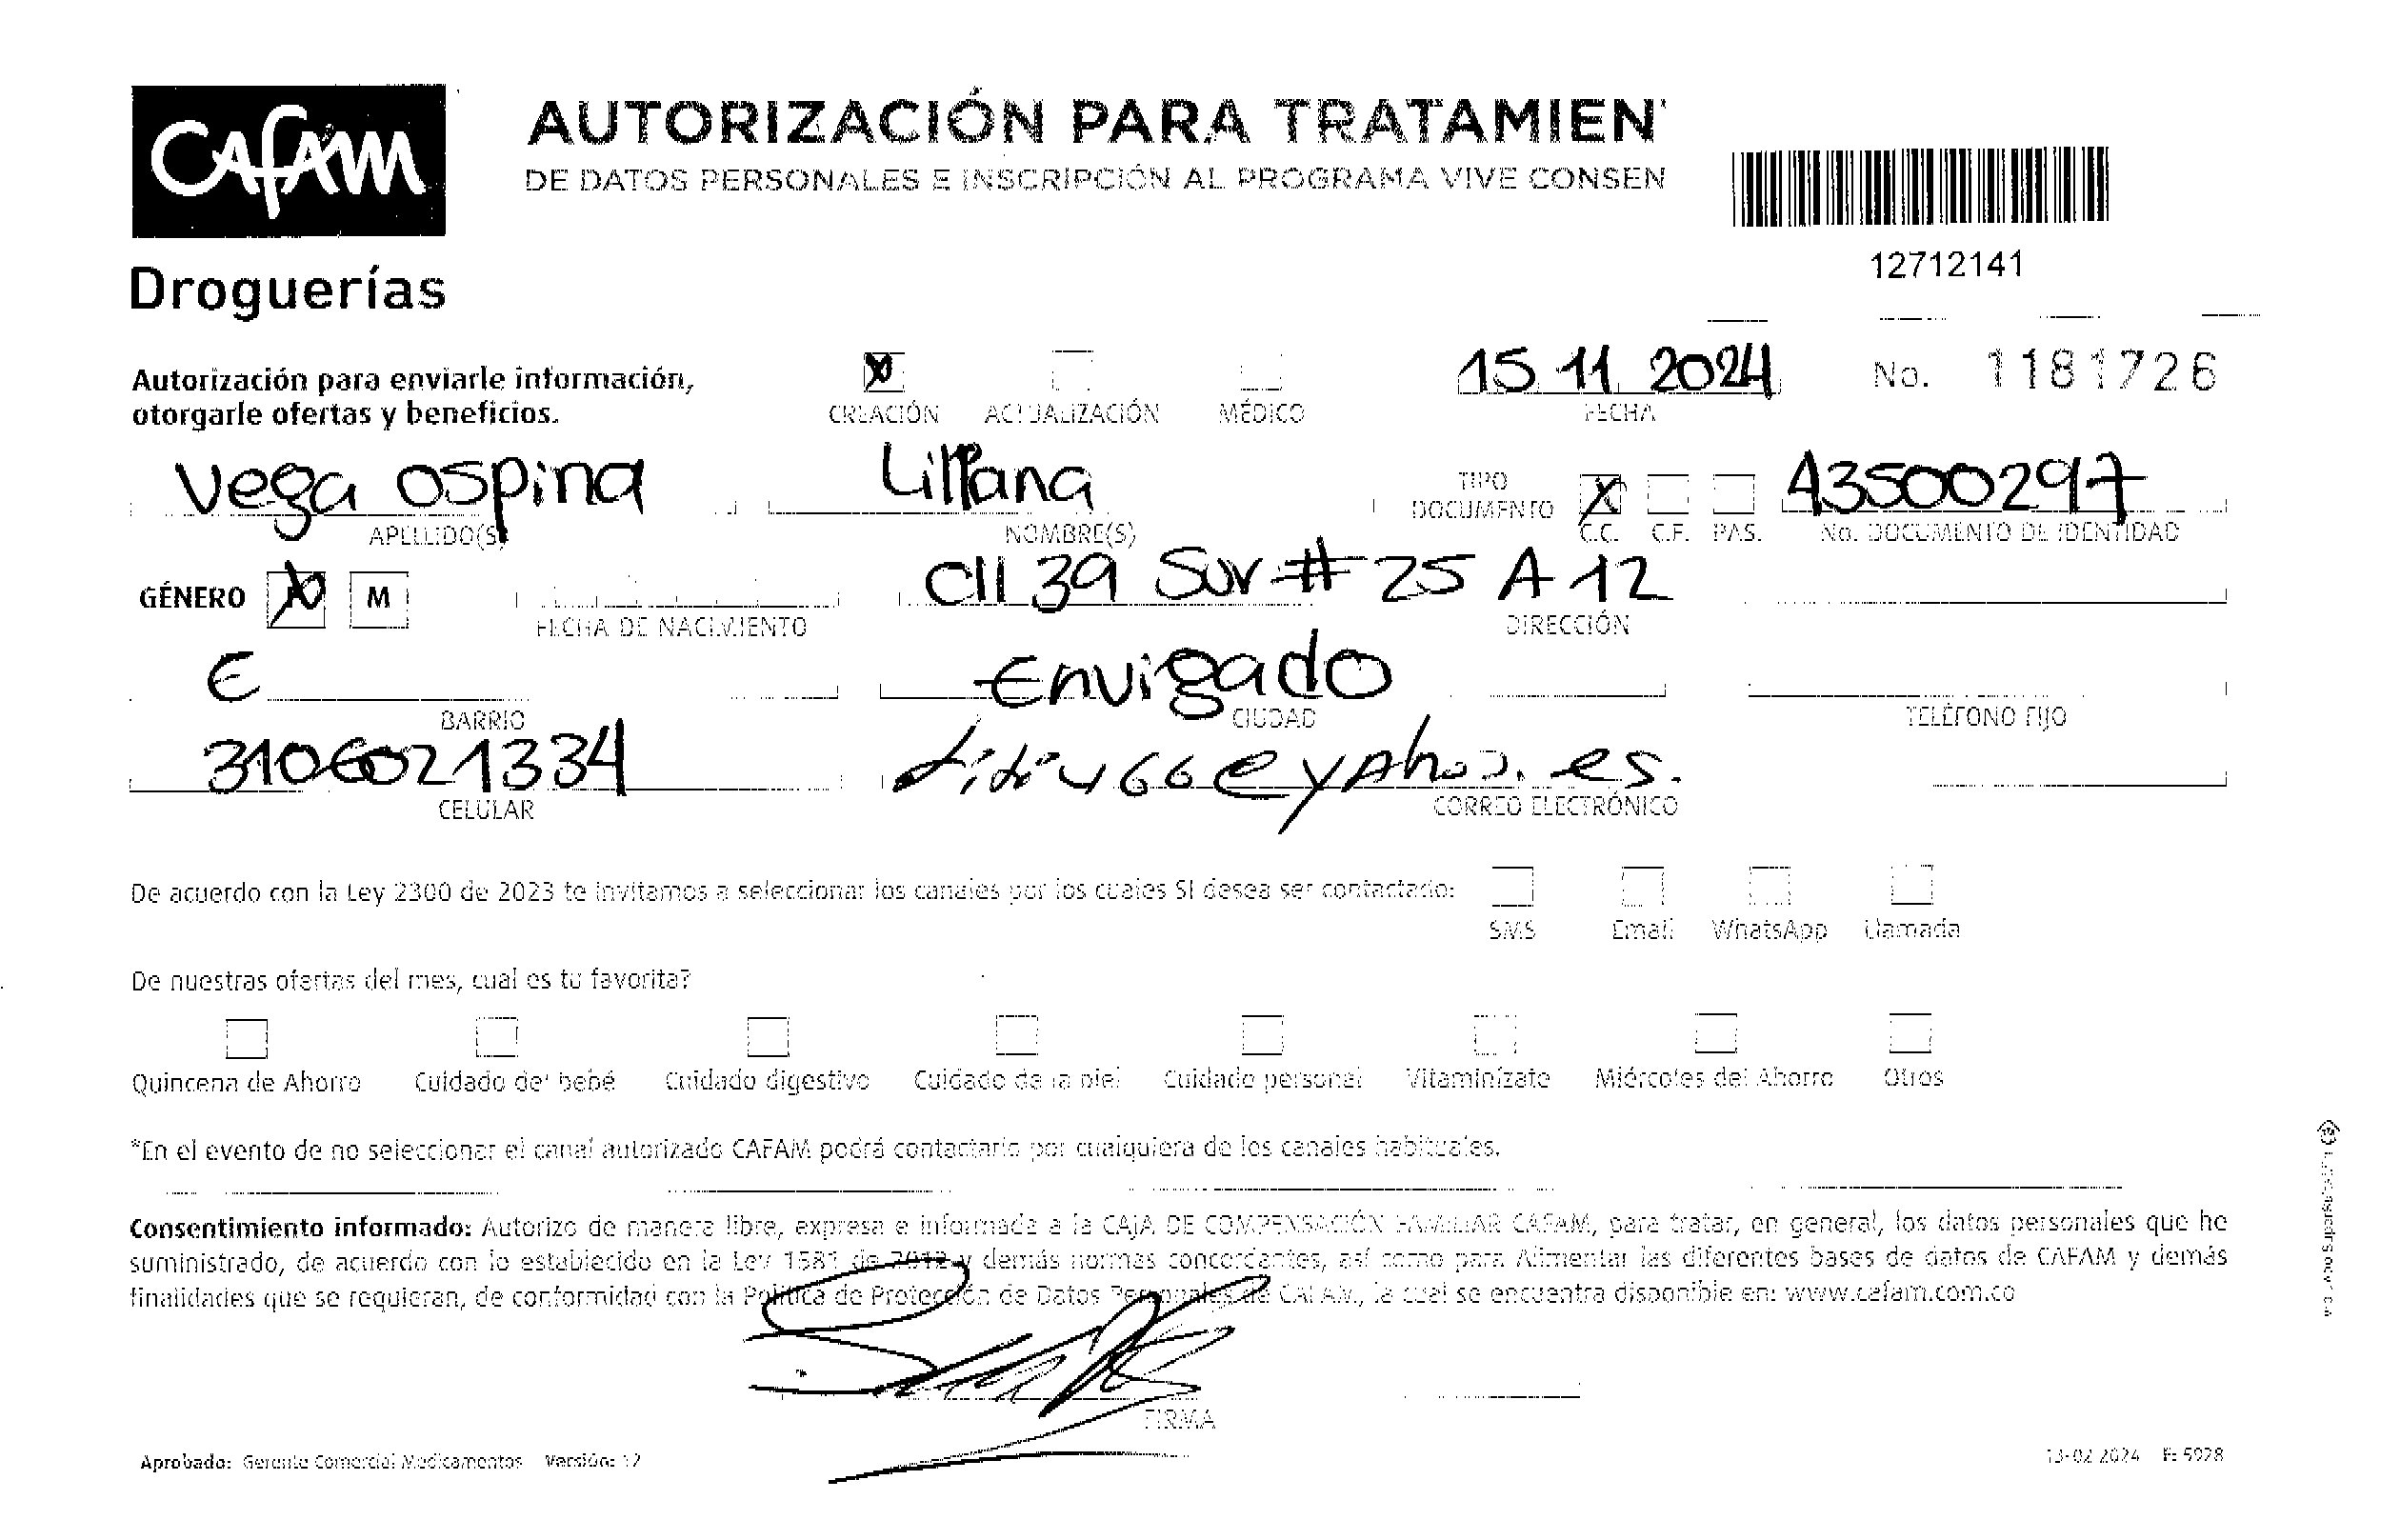 CAFAM
Droguerías
AUTORIZACIÓN PARA TRATAMIEN
DE DATOS PERSONALES E INSCRIPCIÓN AL PROGRAMA VIVE CONSEN
12712141
Autorización para enviarle información,
otorgarle ofertas y beneficios.
CREACIÓN ACTUALIZACIÓN MÉDICO
15 11 2024
FECHA
No. 1181726
Vega Ospina
APELLIDO(S)
Liliana
NOMBRE(S)
TIPO
DOCUMENTO
X
C.C. C.E. PAS.
43500297
No. DOCUMENTO DE IDENTIDAD
GÉNERO X M
FECHA DE NACIMIENTO
Cll 39 Sur # 25 A 12
DIRECCIÓN
E
BARRIO
Envigado
CIUDAD
TELÉFONO FIJO
3106021334
CELULAR
CORREO ELECTRÓNICO
De acuerdo con la Ley 2300 de 2023 te invitamos a seleccionar los canales por los cuales SI desea ser contactado:
SMS Email WhatsApp Llamada
De nuestras ofertas del mes, cual es tu favorita?
Quincena de Ahorro Cuidado del bebé Cuidado digestivo Cuidado de la piel Cuidado personal Vitaminízate Miércoles del Ahorro Otros
*En el evento de no seleccionar el canal autorizado CAFAM podrá contactarlo por cualquiera de los canales habituales.
Consentimiento informado: Autorizo de manera libre, expresa e informada a la CAJA DE COMPENSACIÓN FAMILIAR CAFAM, para tratar, en general, los datos personales que he
suministrado, de acuerdo con lo establecido en la Ley 1581 de 2012 y demás normas concordantes, así como para Alimentar las diferentes bases de datos de CAFAM y demás
finalidades que se requieran, de conformidad con la Política de Protección de Datos Personales de CAFAM, la cual se encuentra disponible en: www.cafam.com.co
FIRMA
Aprobado: Gerente Comercial Medicamentos Versión: 12
13-02-2024 F: 5928